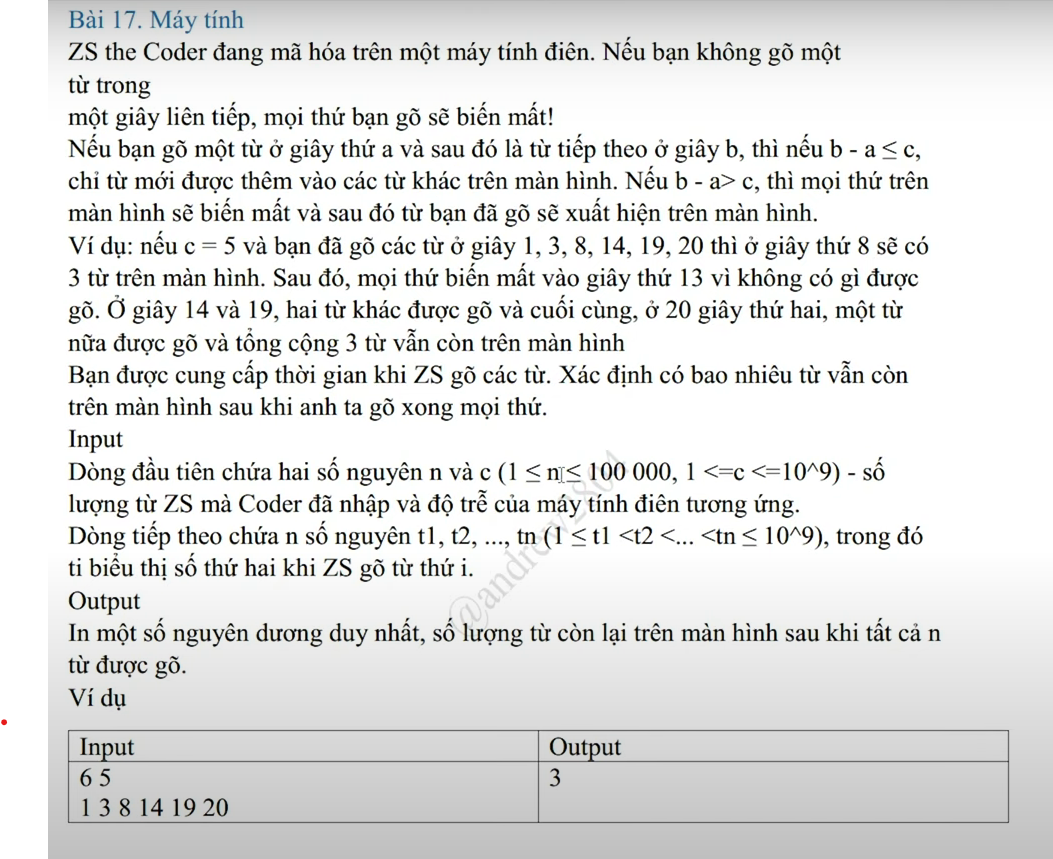 Bài 17. Máy tính
ZS the Coder đang mã hóa trên một máy tính điên. Nếu bạn không gõ một
từ trong
một giây liên tiếp, mọi thứ bạn gõ sẽ biến mất!
Nếu bạn gõ một từ ở giây thứ a và sau đó là từ tiếp theo ở giây b, thì nếu b - a ≤ c,
chỉ từ mới được thêm vào các từ khác trên màn hình. Nếu b - a> c, thì mọi thứ trên
màn hình sẽ biến mất và sau đó từ bạn đã gõ sẽ xuất hiện trên màn hình.
Ví dụ: nếu c = 5 và bạn đã gõ các từ ở giây 1, 3, 8, 14, 19, 20 thì ở giây thứ 8 sẽ có
3 từ trên màn hình. Sau đó, mọi thứ biến mất vào giây thứ 13 vì không có gì được
gõ. Ở giây 14 và 19, hai từ khác được gõ và cuối cùng, ở 20 giây thứ hai, một từ
nữa được gõ và tổng cộng 3 từ vẫn còn trên màn hình
Bạn được cung cấp thời gian khi ZS gõ các từ. Xác định có bao nhiêu từ vẫn còn
trên màn hình sau khi anh ta gõ xong mọi thứ.
Input
Dòng đầu tiên chứa hai số nguyên n và c (1 ≤ n ≤ 100 000, 1 <=c <=10^9) - số
lượng từ ZS mà Coder đã nhập và độ trễ của máy tính điên tương ứng.
Dòng tiếp theo chứa n số nguyên t1, t2, ..., tn (1 ≤ t1 <t2 <... <tn ≤ 10^9), trong đó
ti biểu thị số thứ hai khi ZS gõ từ thứ i.
Output
In một số nguyên dương duy nhất, số lượng từ còn lại trên màn hình sau khi tất cả n
từ được gõ.
Ví dụ
Input Output
6 5 3
1 3 8 14 19 20